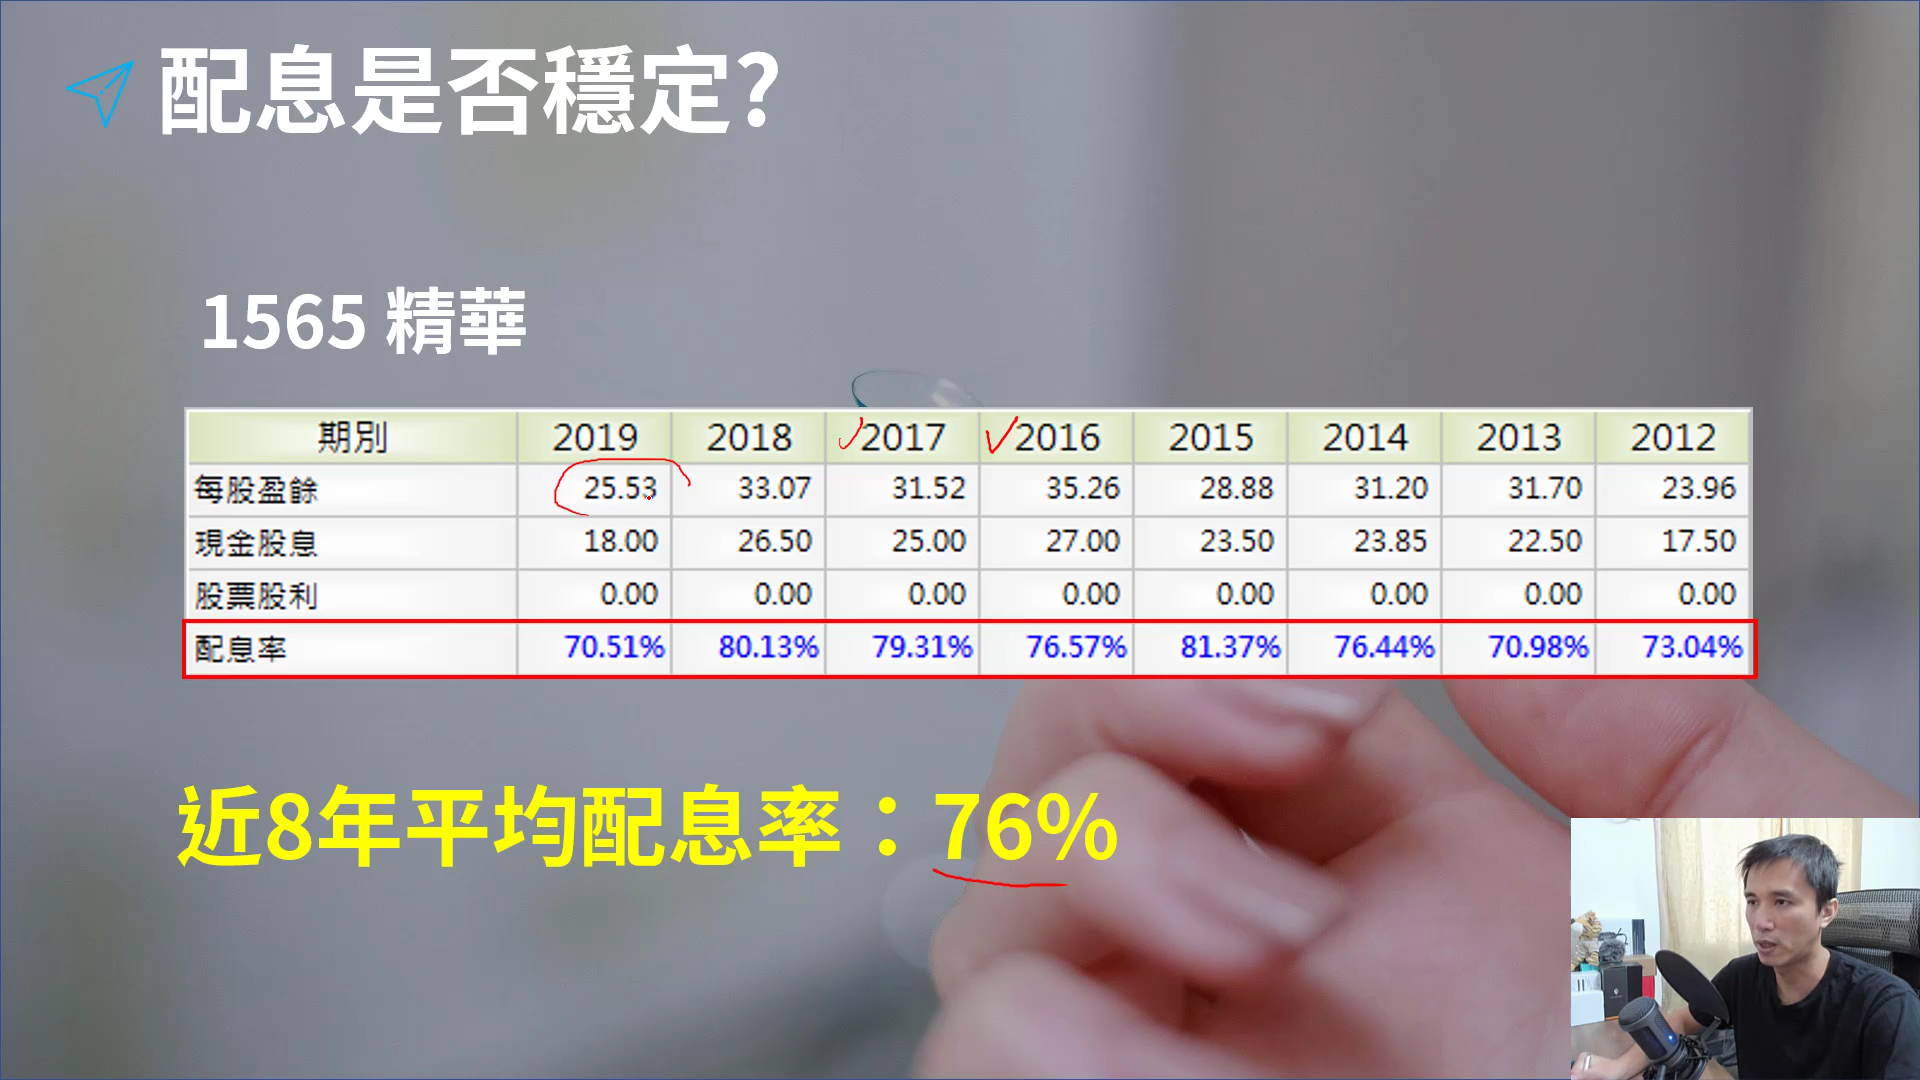 配息是否穩定?
1565 精華
期別 2019 2018 2017 2016 2015 2014 2013 2012
每股盈餘 25.53 33.07 31.52 35.26 28.88 31.20 31.70 23.96
現金股息 18.00 26.50 25.00 27.00 23.50 23.85 22.50 17.50
股票股利 0.00 0.00 0.00 0.00 0.00 0.00 0.00 0.00
配息率 70.51% 80.13% 79.31% 76.57% 81.37% 76.44% 70.98% 73.04%
近8年平均配息率：76%